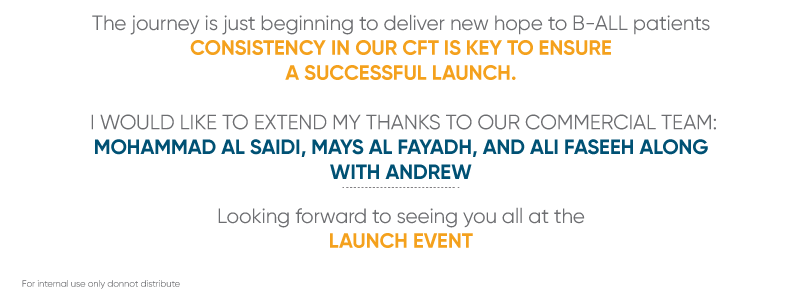 The journey is just beginning to deliver new hope to B-ALL patients
CONSISTENCY IN OUR CFT IS KEY TO ENSURE
A SUCCESSFUL LAUNCH.
I WOULD LIKE TO EXTEND MY THANKS TO OUR COMMERCIAL TEAM:
MOHAMMAD AL SAIDI, MAYS AL FAYADH, AND ALI FASEEH ALONG
WITH ANDREW
Looking forward to seeing you all at the
LAUNCH EVENT
For internal use only donnot distribute